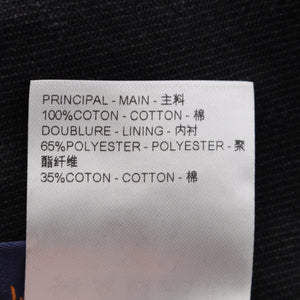 PRINCIPAL - MAIN - 主料
100%COTON - COTTON - 棉
DOUBLURE - LINING - 内衬
65%POLYESTER - POLYESTER - 聚
酯纤维
35%COTON - COTTON - 棉